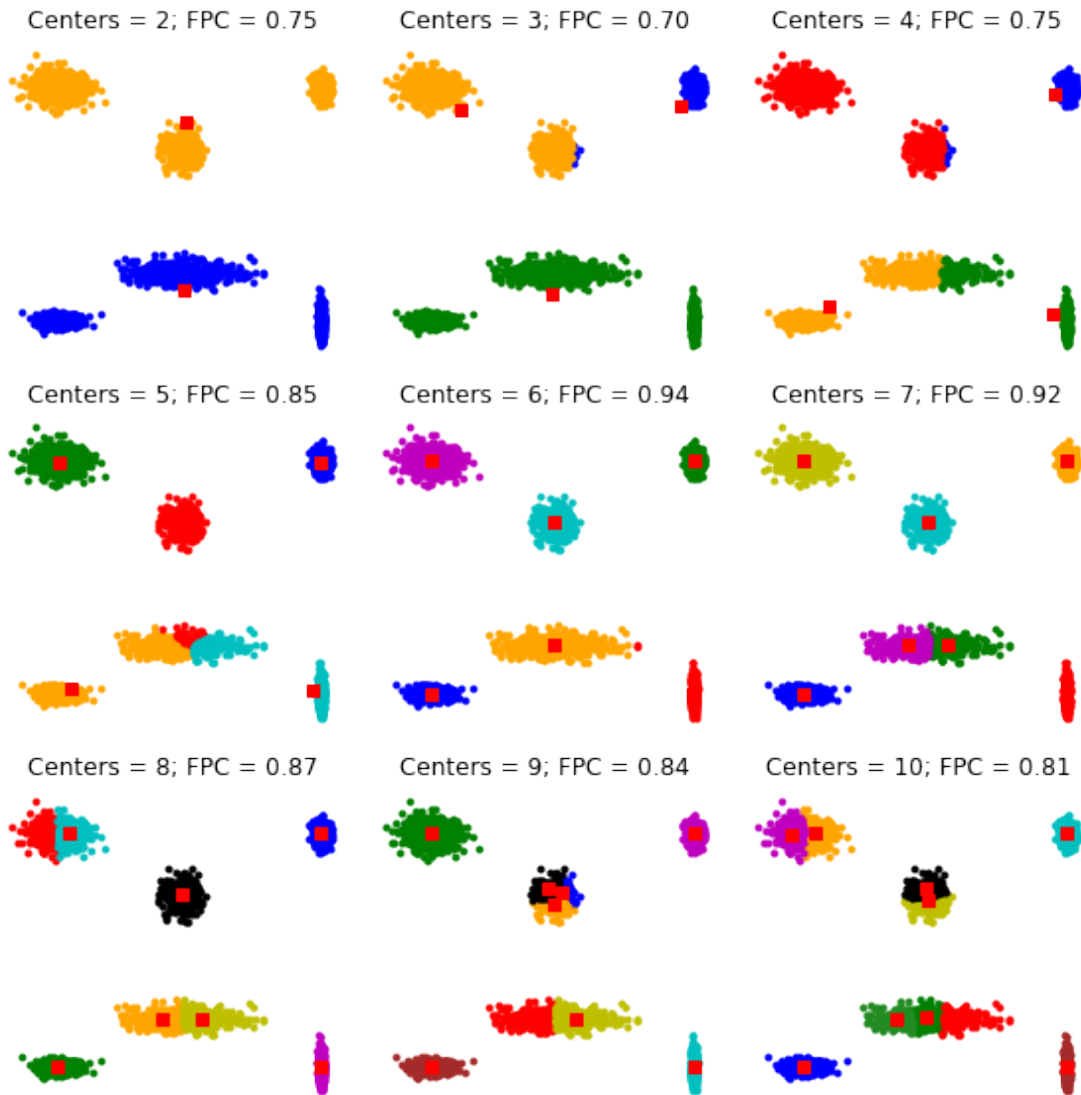 Centers = 2; FPC = 0.75
Centers = 3; FPC = 0.70
Centers = 4; FPC = 0.75
Centers = 5; FPC = 0.85
Centers = 6; FPC = 0.94
Centers = 7; FPC = 0.92
Centers = 8; FPC = 0.87
Centers = 9; FPC = 0.84
Centers = 10; FPC = 0.81